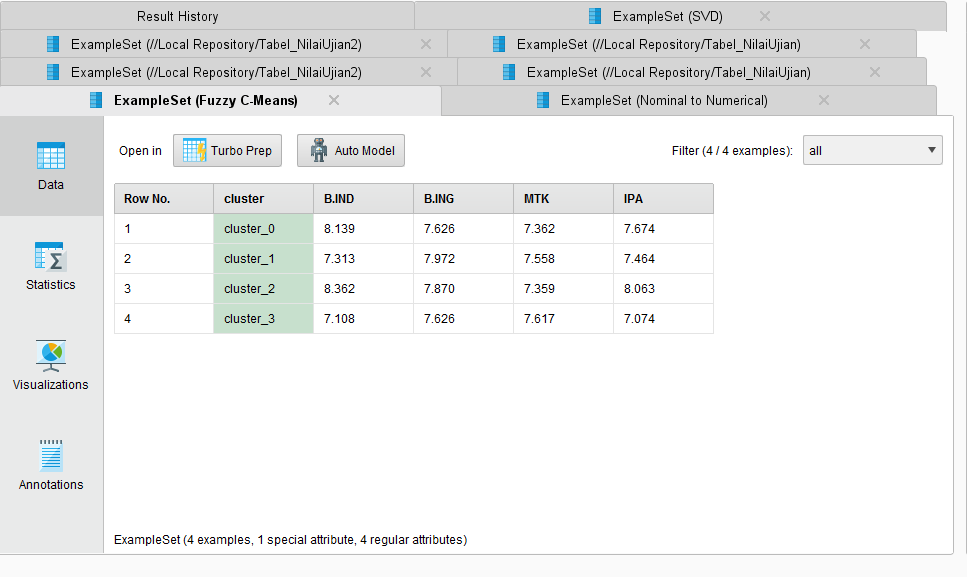 Result History ExampleSet (SVD)
ExampleSet (//Local Repository/Tabel_NilaiUjian2) ExampleSet (//Local Repository/Tabel_NilaiUjian)
ExampleSet (//Local Repository/Tabel_NilaiUjian2) ExampleSet (//Local Repository/Tabel_NilaiUjian)
ExampleSet (Fuzzy C-Means) ExampleSet (Nominal to Numerical)
Open in Turbo Prep Auto Model Filter (4 / 4 examples): all
Data
Statistics
Visualizations
Annotations
Row No. cluster B.IND B.ING MTK IPA
1 cluster_0 8.139 7.626 7.362 7.674
2 cluster_1 7.313 7.972 7.558 7.464
3 cluster_2 8.362 7.870 7.359 8.063
4 cluster_3 7.108 7.626 7.617 7.074
ExampleSet (4 examples, 1 special attribute, 4 regular attributes)